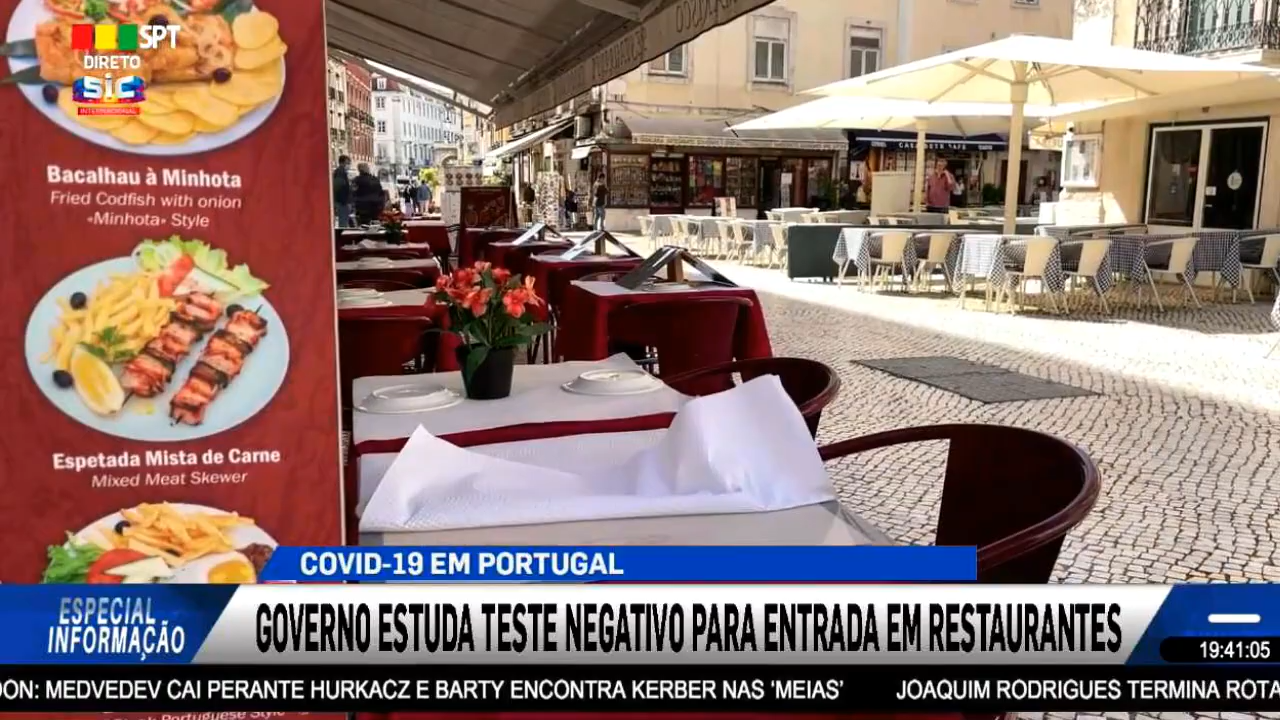 SPT
DIRETO
SIC
INTERNACIONAL
Bacalhau à Minhota
Fried Codfish with onion
«Minhota» Style
Espetada Mista de Carne
Mixed Meat Skewer
COVID-19 EM PORTUGAL
ESPECIAL
INFORMAÇÃO
GOVERNO ESTUDA TESTE NEGATIVO PARA ENTRADA EM RESTAURANTES
19:41:05
DON: MEDVEDEV CAI PERANTE HURKACZ E BARTY ENCONTRA KERBER NAS 'MEIAS' JOAQUIM RODRIGUES TERMINA ROTA
Portuguese Style